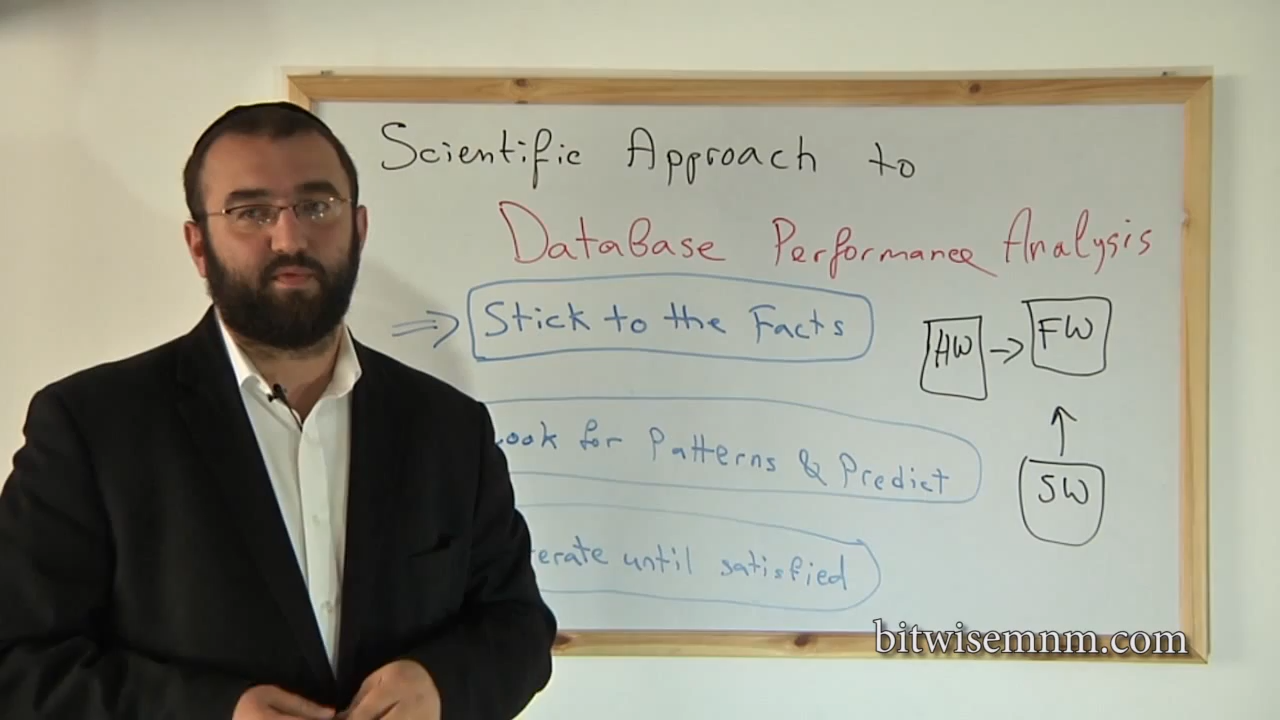 Scientific Approach to
Database Performance Analysis
⇒ Stick to the Facts
HW → FW
Look for Patterns & Predict
SW
terate until satisfied
bitwisemnm.com